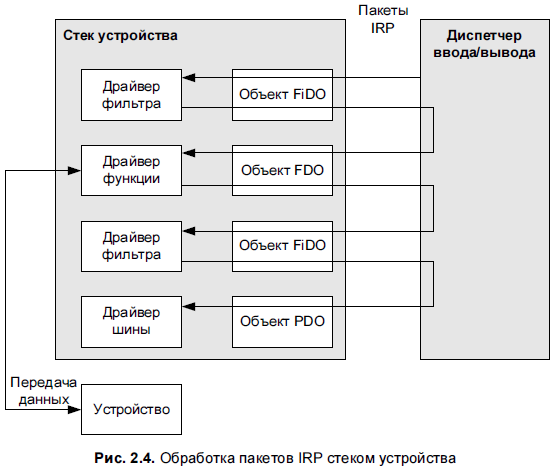 Пакеты
IRP
Стек устройства
Диспетчер
ввода/вывода
Драйвер
фильтра
Объект FiDO
Драйвер
функции
Объект FDO
Драйвер
фильтра
Объект FiDO
Драйвер
шины
Объект PDO
Передача
данных
Устройство
Рис. 2.4. Обработка пакетов IRP стеком устройства